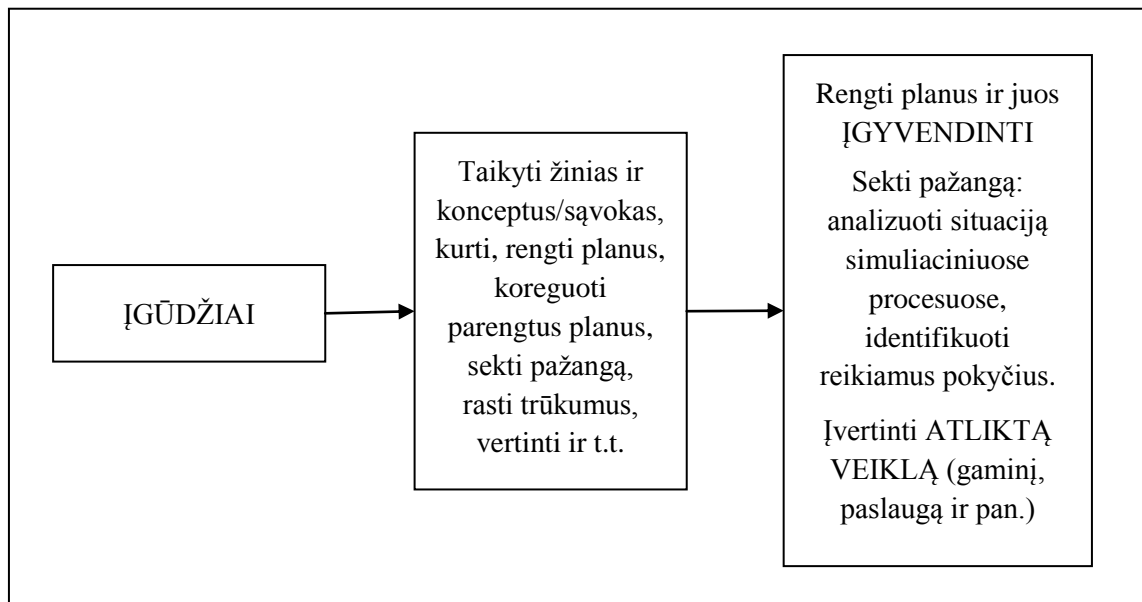 ĮGŪDŽIAI
Taikyti žinias ir
konceptus/sąvokas,
kurti, rengti planus,
koreguoti
parengtus planus,
sekti pažangą,
rasti trūkumus,
vertinti ir t.t.
Rengti planus ir juos
ĮGYVENDINTI
Sekti pažangą:
analizuoti situaciją
simuliaciniuose
procesuose,
identifikuoti
reikiamus pokyčius.
Įvertinti ATLIKTĄ
VEIKLĄ (gaminį,
paslaugą ir pan.)